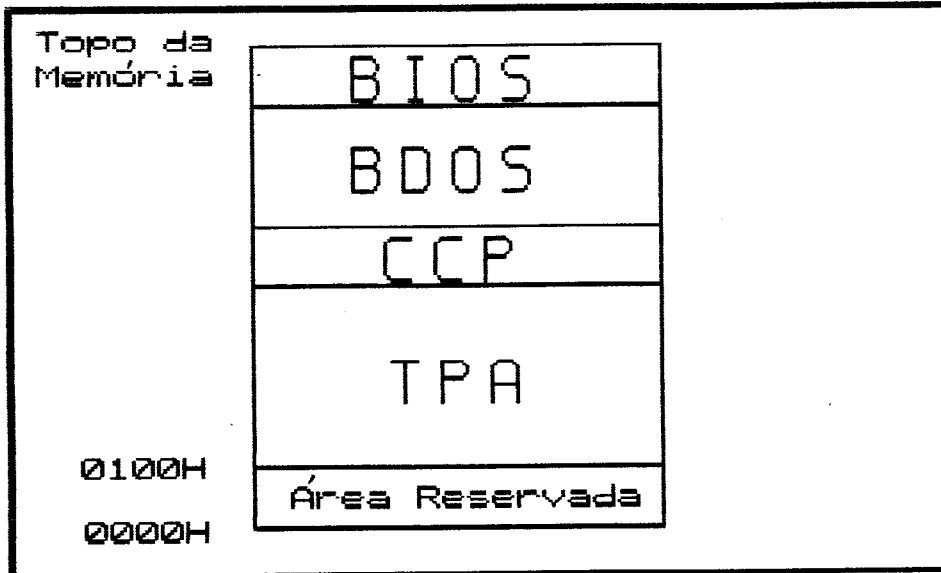 Topo da
Memória
BIOS
BDOS
CCP
TPA
0100H
Área Reservada
0000H